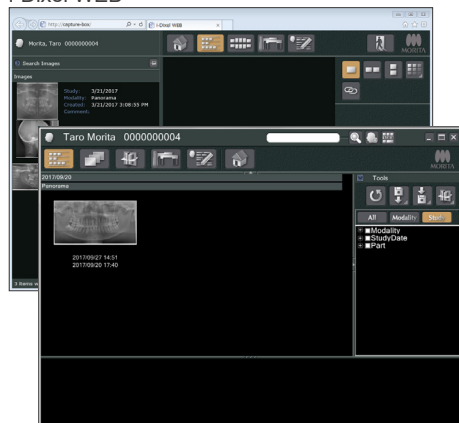 i-Dixel WEB
http://capture-box/
i-Dixel WEB
Morita, Taro 0000000004
MORITA
Search Images
Images
Study: 3/21/2017
Modality: Panorama
Created: 3/21/2017 3:08:55 PM
Comment:
Taro Morita 0000000004
MORITA
2017/09/20
Panorama
Tools
All Modality Study
Modality
StudyDate
Part
2017/09/27 14:51
2017/09/20 17:40
3 items